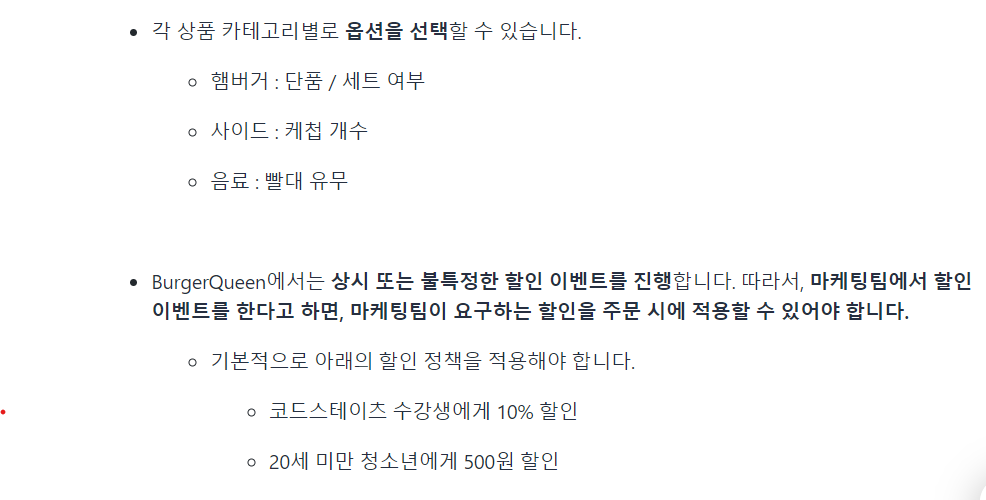 각 상품 카테고리별로 옵션을 선택할 수 있습니다.
햄버거 : 단품 / 세트 여부
사이드 : 케첩 개수
음료 : 빨대 유무
BurgerQueen에서는 상시 또는 불특정한 할인 이벤트를 진행합니다. 따라서, 마케팅팀에서 할인
이벤트를 한다고 하면, 마케팅팀이 요구하는 할인을 주문 시에 적용할 수 있어야 합니다.
기본적으로 아래의 할인 정책을 적용해야 합니다.
코드스테이츠 수강생에게 10% 할인
20세 미만 청소년에게 500원 할인